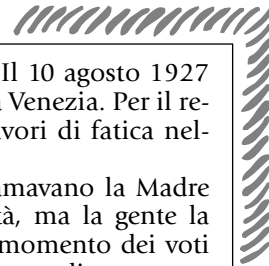 Il 10 agosto 1927
Venezia. Per il re-
vori di fatica nel-
mavano la Madre
tà, ma la gente la
momento dei voti